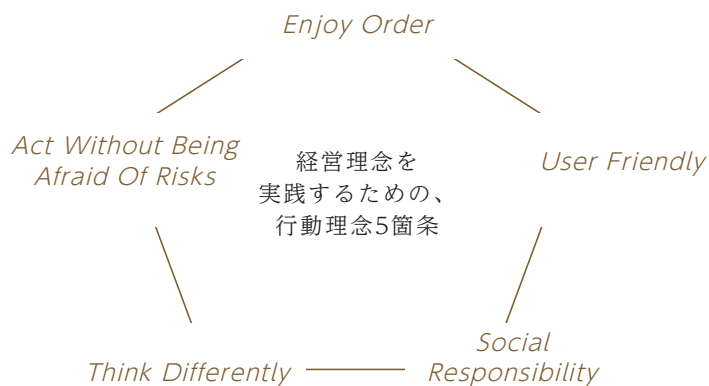 Enjoy Order
Act Without Being
Afraid Of Risks
経営理念を
実践するための、
行動理念5箇条
User Friendly
Think Differently
Social
Responsibility